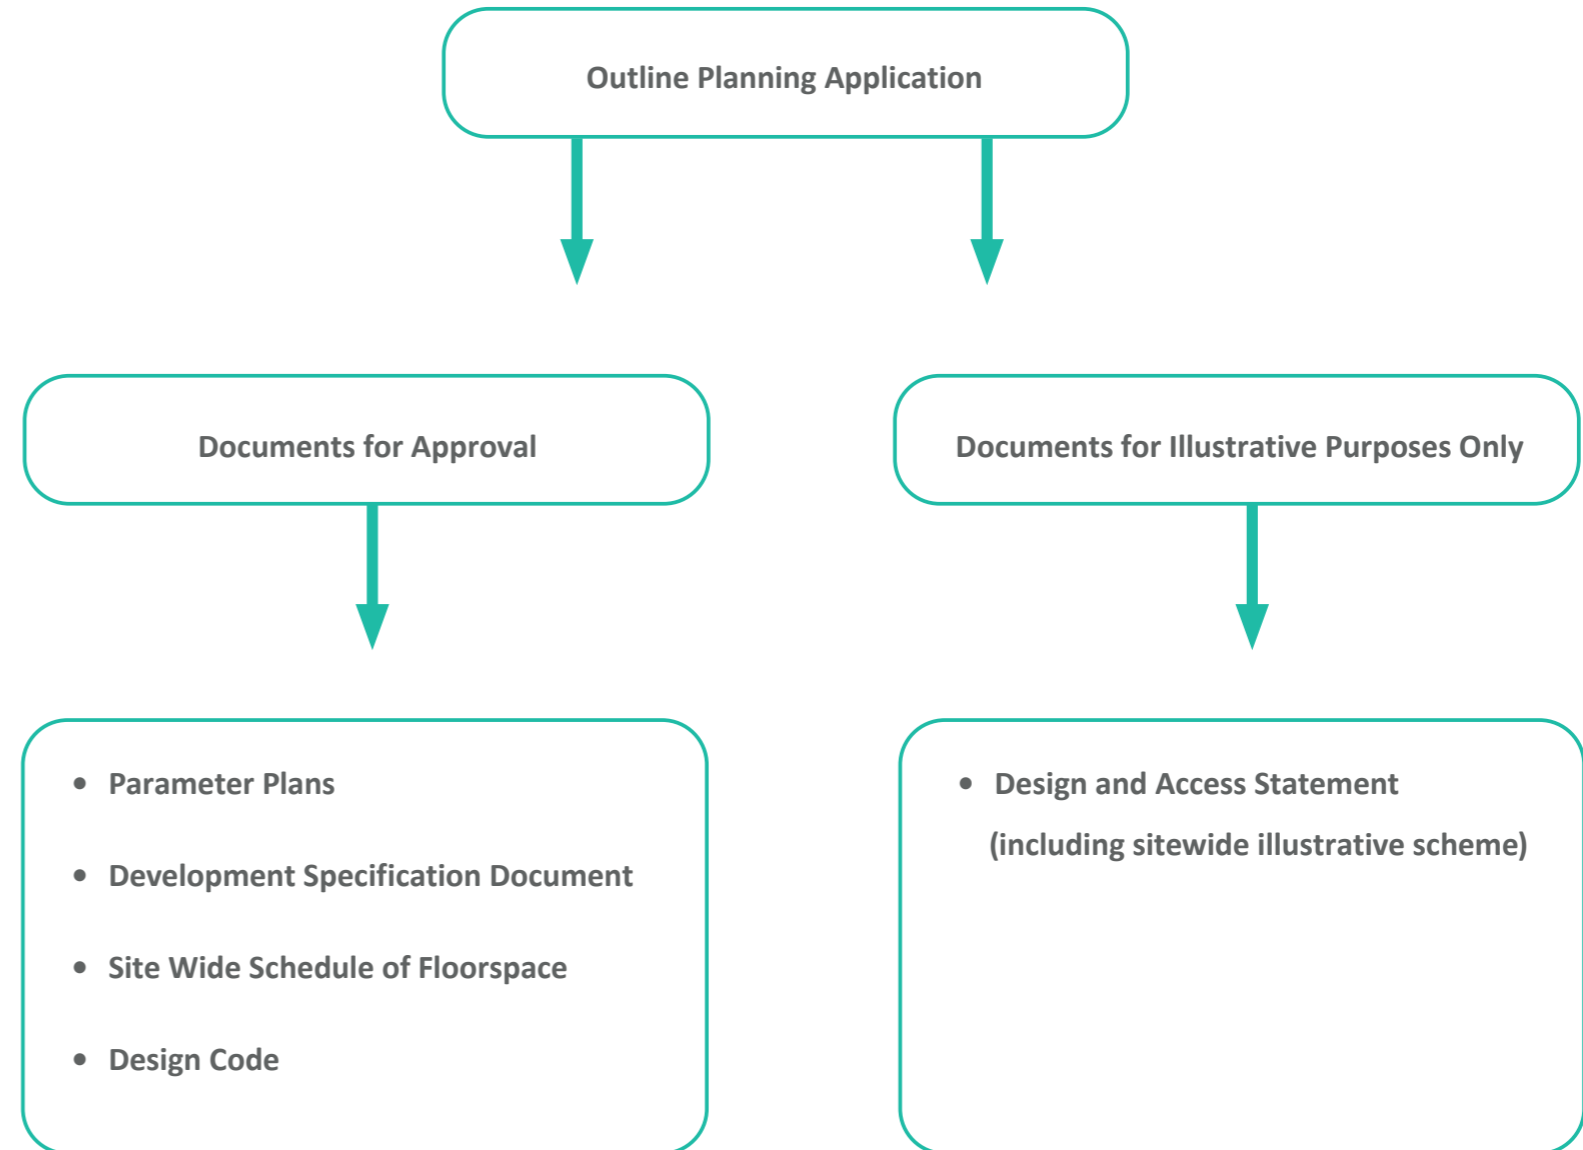 Outline Planning Application
Documents for Approval
Documents for Illustrative Purposes Only
• Parameter Plans
• Development Specification Document
• Site Wide Schedule of Floorspace
• Design Code
• Design and Access Statement
(including sitewide illustrative scheme)